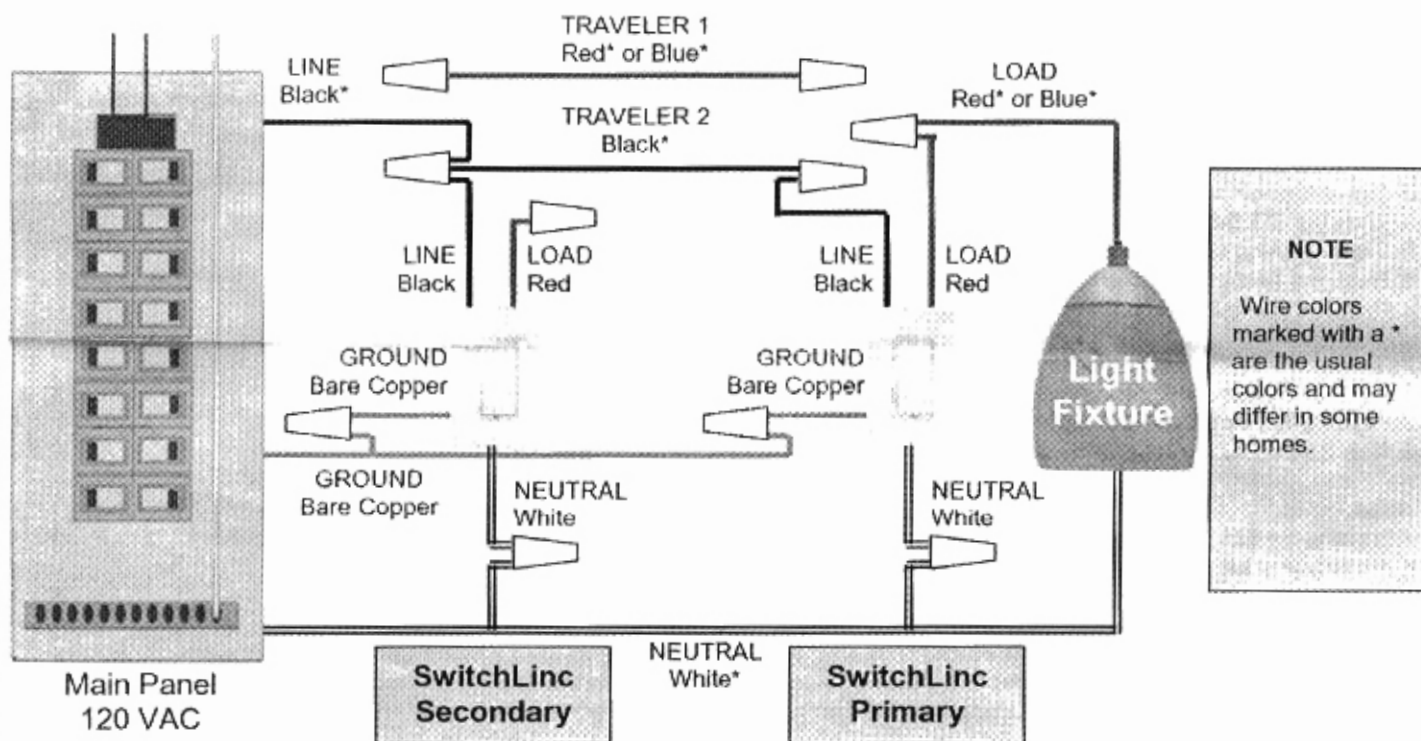 TRAVELER 1
Red* or Blue*
LINE
Black*
LOAD
Red* or Blue*
TRAVELER 2
Black*
LINE
Black
LOAD
Red
LINE
Black
LOAD
Red
NOTE
Wire colors
marked with a *
are the usual
colors and may
differ in some
homes.
GROUND
Bare Copper
GROUND
Bare Copper
Light
Fixture
GROUND
Bare Copper
NEUTRAL
White
NEUTRAL
White
NEUTRAL
White*
Main Panel
120 VAC
SwitchLinc
Secondary
SwitchLinc
Primary